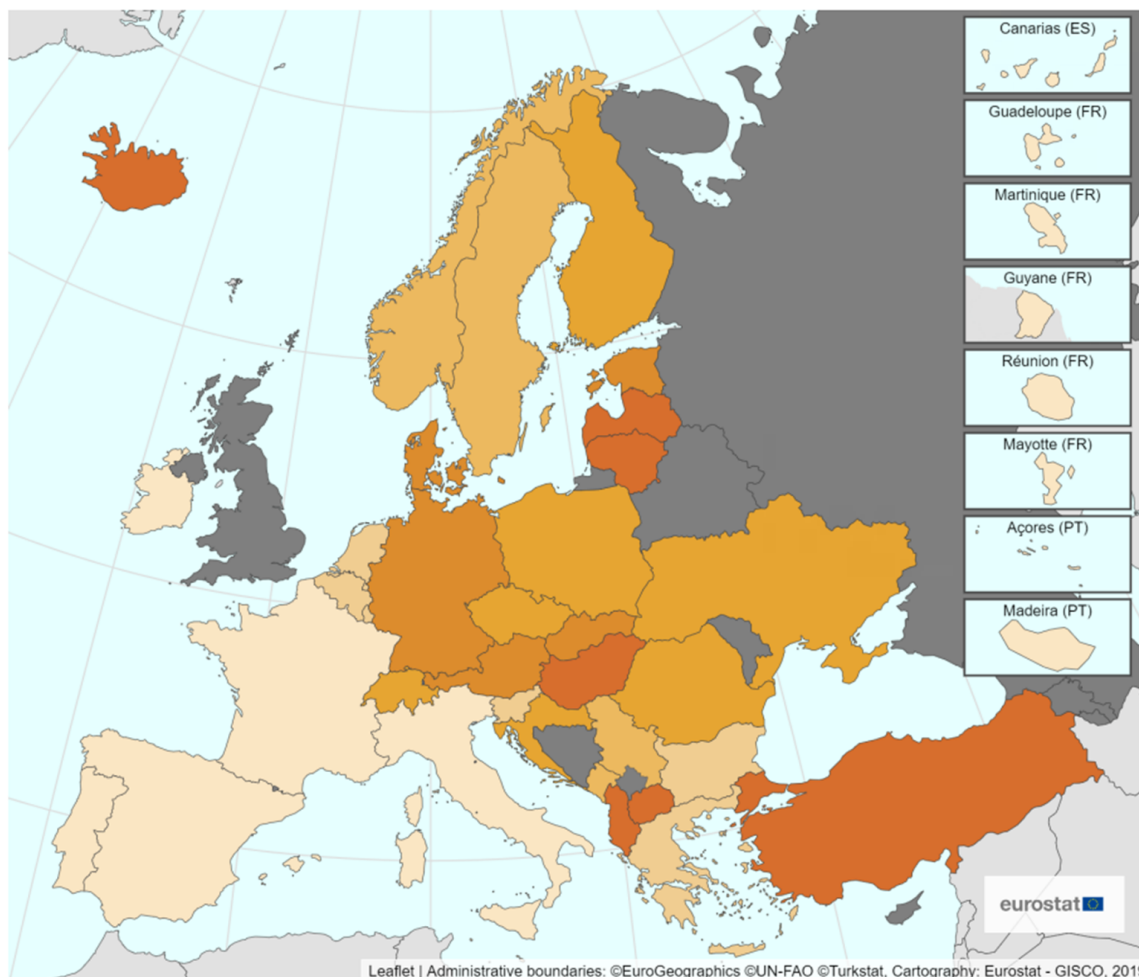 Canarias (ES)
Guadeloupe (FR)
Martinique (FR)
Guyane (FR)
Réunion (FR)
Mayotte (FR)
Açores (PT)
Madeira (PT)
eurostat
Leaflet | Administrative boundaries: ©EuroGeographics ©UN-FAO ©Turkstat, Cartography: Eurostat - GISCO, 201